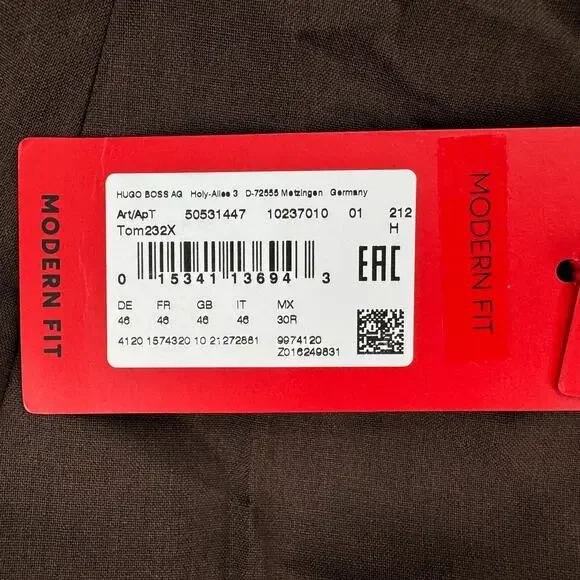 MODERN FIT
HUGO BOSS AG Holy-Allee 3 D-72555 Metzingen Germany
Art/ApT 50531447 10237010 01 212
Tom232X H
0 15341 13694 3
EAC
DE FR GB IT MX
46 46 46 46 30R
4120 1574320 10 21272881 9974120
Z016249831
MODERN FIT